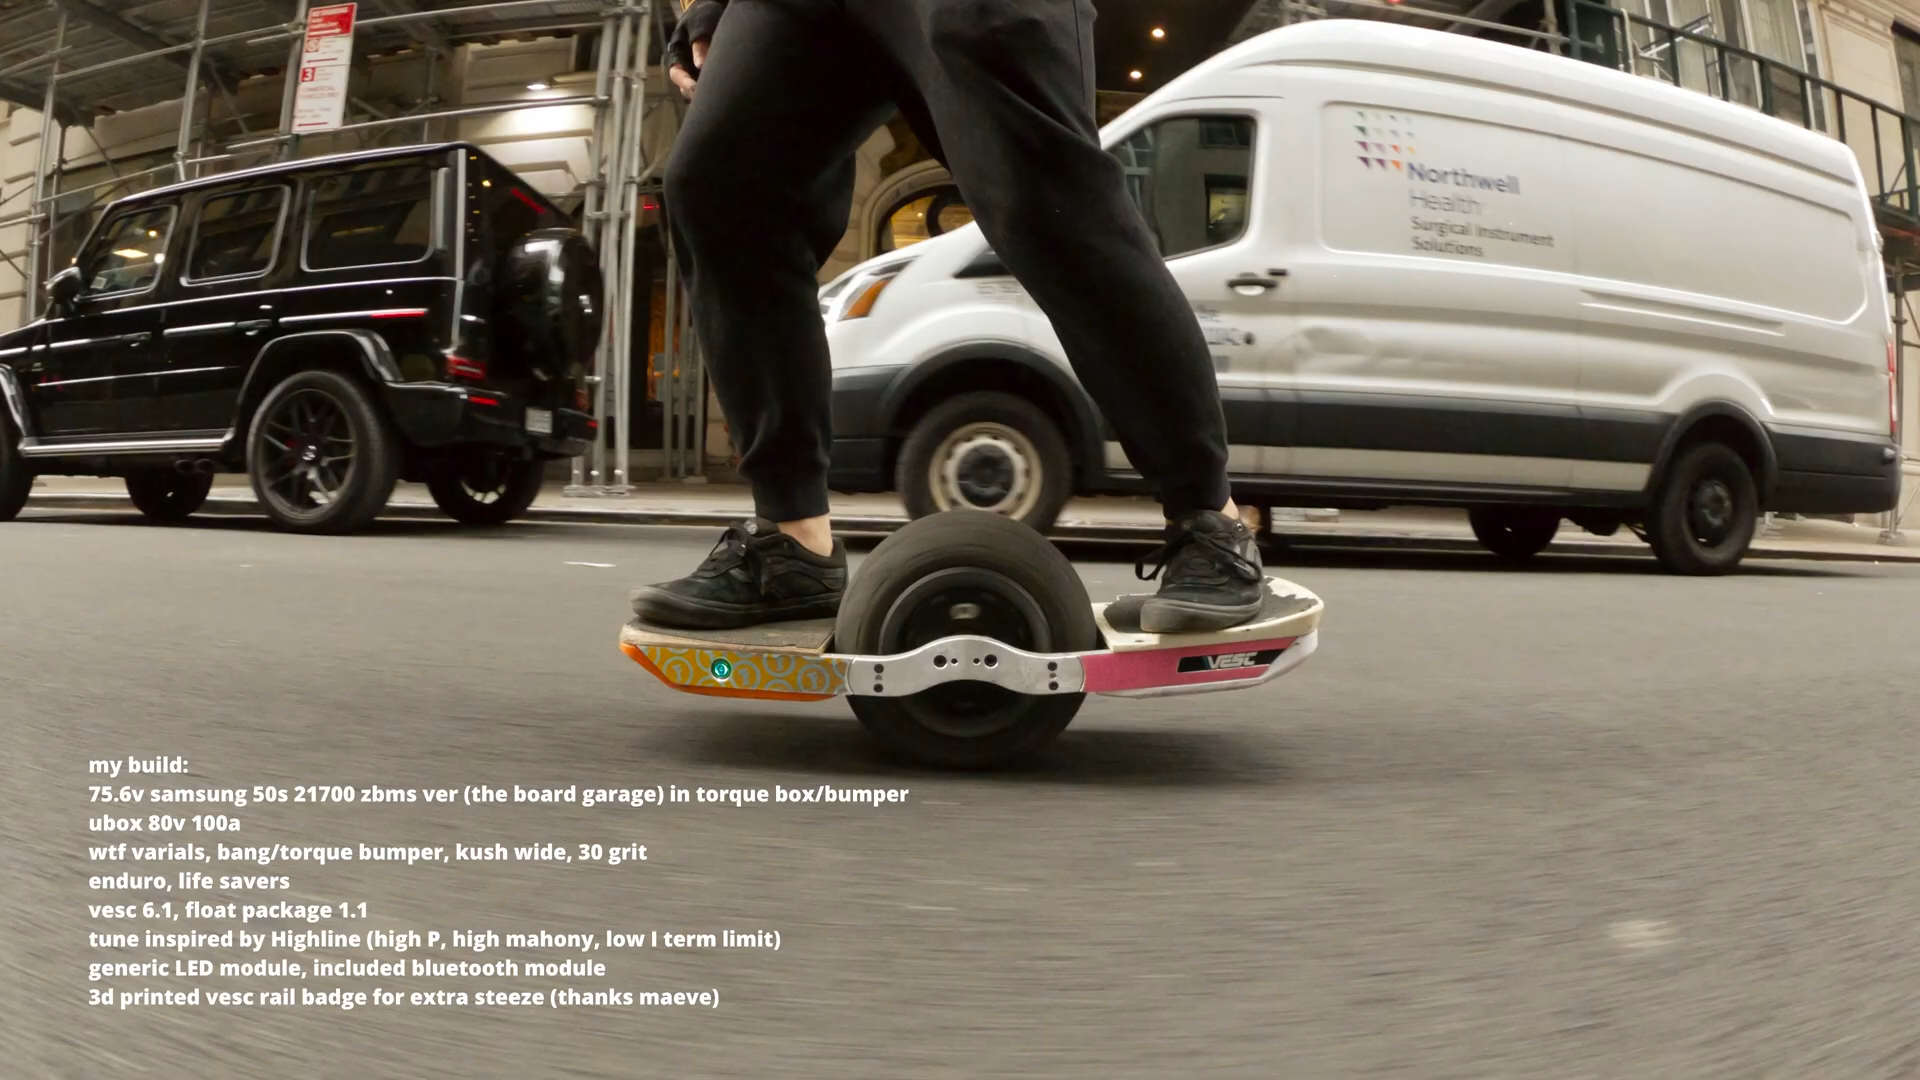 3
Northwell
Health
Surgical Instrument
Solutions
VESC
my build:
75.6v samsung 50s 21700 zbms ver (the board garage) in torque box/bumper
ubox 80v 100a
wtf varials, bang/torque bumper, kush wide, 30 grit
enduro, life savers
vesc 6.1, float package 1.1
tune inspired by Highline (high P, high mahony, low I term limit)
generic LED module, included bluetooth module
3d printed vesc rail badge for extra steeze (thanks maeve)